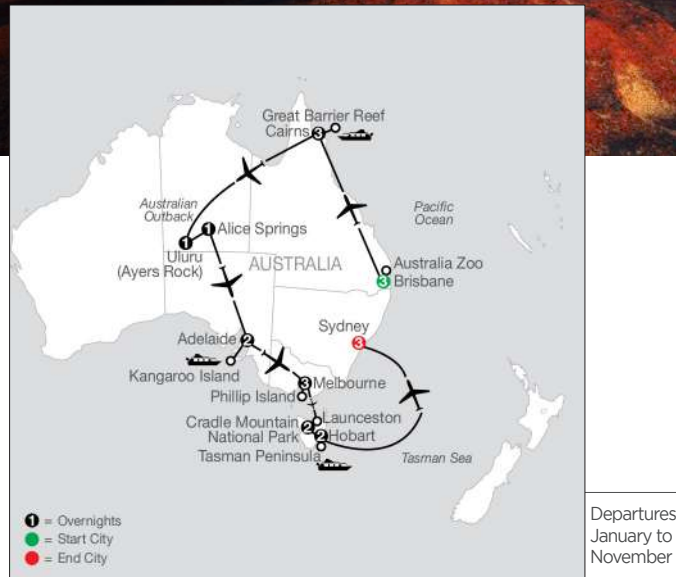 Great Barrier Reef
Cairns
3
Australian
Outback
Pacific
Ocean
1
Alice Springs
1
Uluru
(Ayers Rock)
AUSTRALIA
Australia Zoo
3
Brisbane
Sydney
3
Adelaide
2
Kangaroo Island
3
Melbourne
Phillip Island
Launceston
Cradle Mountain
National Park
2
2
Hobart
Tasman Peninsula
Tasman Sea
1 = Overnights
= Start City
= End City
Departures
January to
November